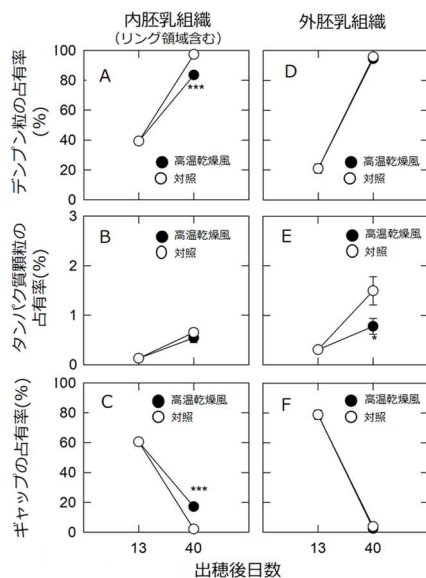 内胚乳組織
(リング領域含む)
外胚乳組織
デンプン粒の占有率
(%)
100
80
60
40
20
0
A
***
●高温乾燥風
○対照
D
●高温乾燥風
○対照
タンパク質顆粒の
占有率(%)
3
2
1
0
B
●高温乾燥風
○対照
E
●高温乾燥風
○対照
*
ギャップの占有率(%)
100
80
60
40
20
0
C
●高温乾燥風
○対照
***
F
●高温乾燥風
○対照
13
40
13
40
出穂後日数